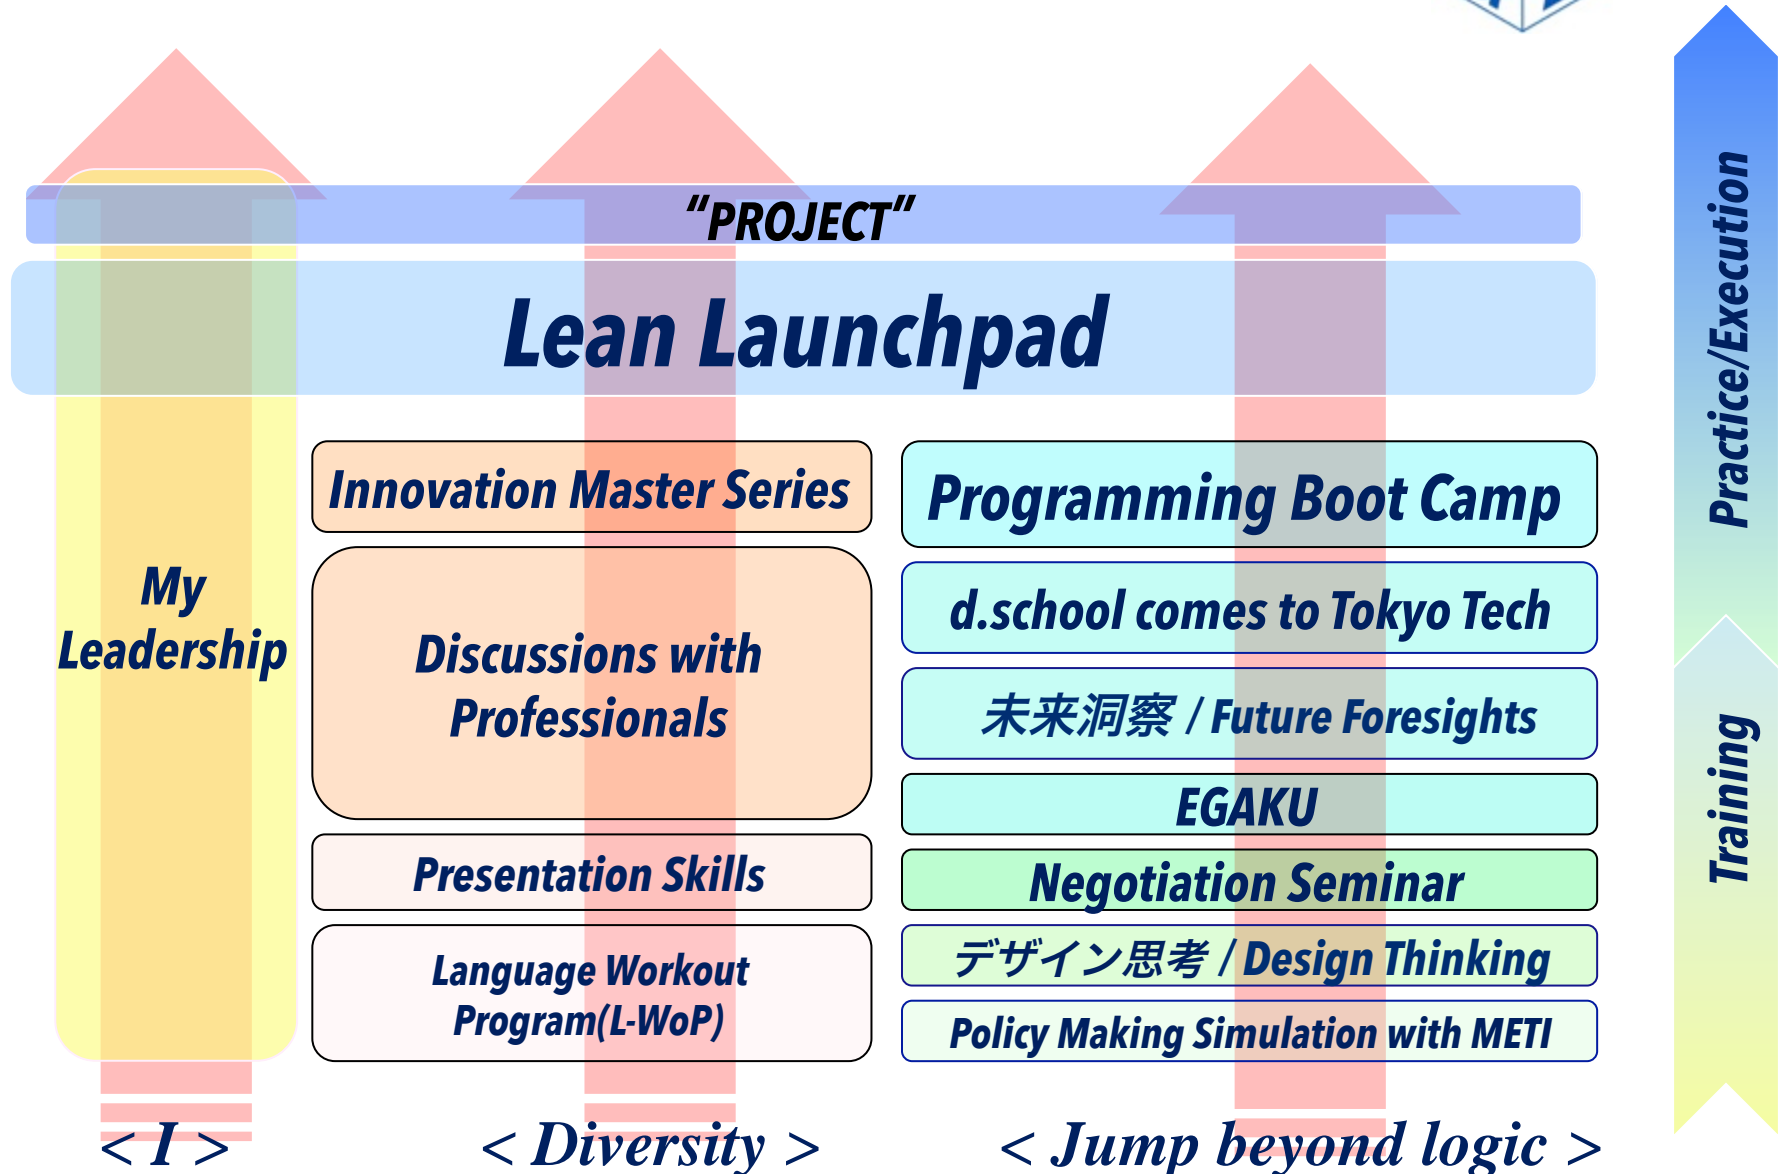 “PROJECT”
Lean Launchpad
My
Leadership
Innovation Master Series
Discussions with
Professionals
Presentation Skills
Language Workout
Program(L-WoP)
Programming Boot Camp
d.school comes to Tokyo Tech
未来洞察 / Future Foresights
EGAKU
Negotiation Seminar
デザイン思考 / Design Thinking
Policy Making Simulation with METI
< I >
< Diversity >
< Jump beyond logic >
Practice/Execution
Training